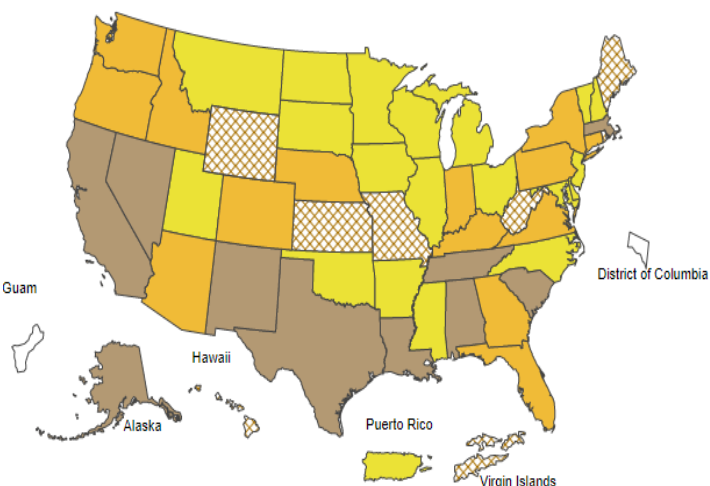 District of Columbia
Guam
Hawaii
Alaska
Puerto Rico
Virgin Islands